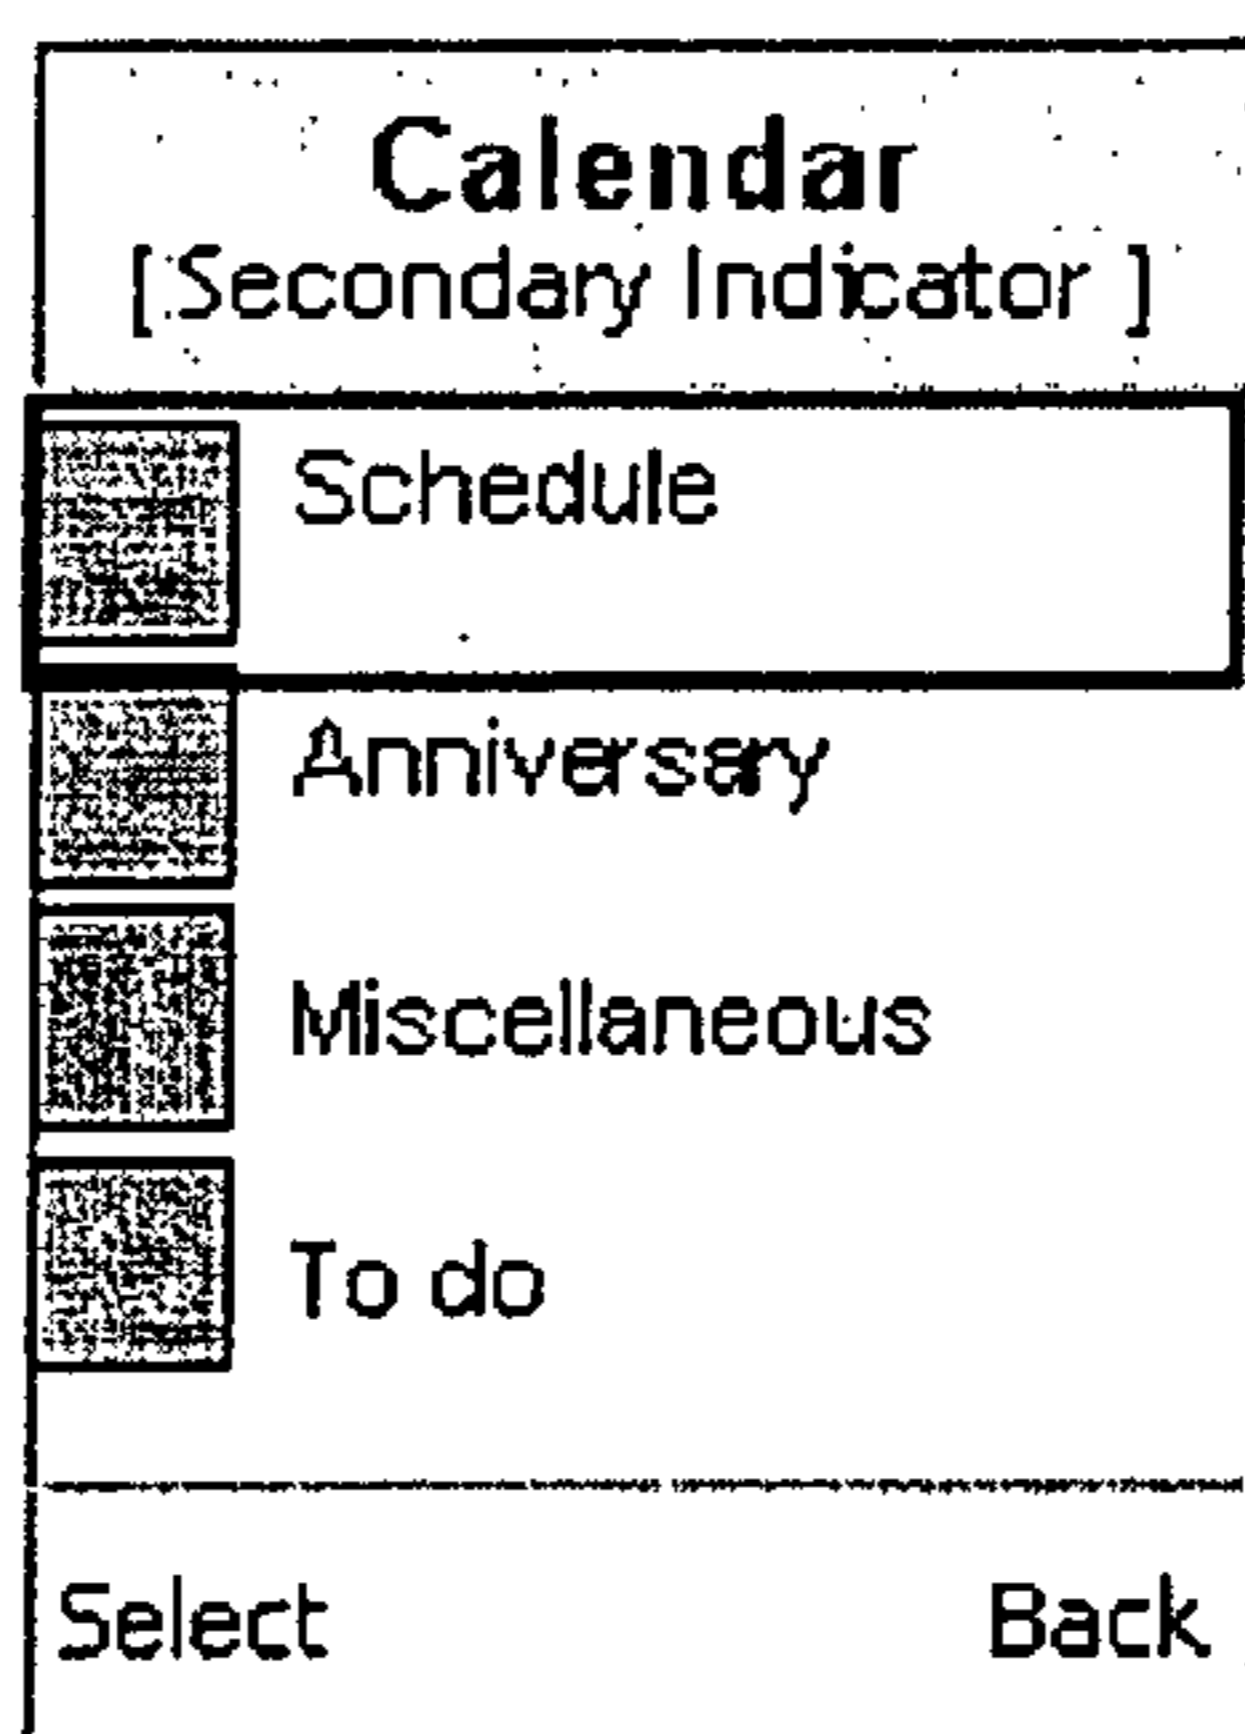 Calendar
[ Secondary Indicator ]
Schedule
Anniversary
Miscellaneous
To do
Select Back